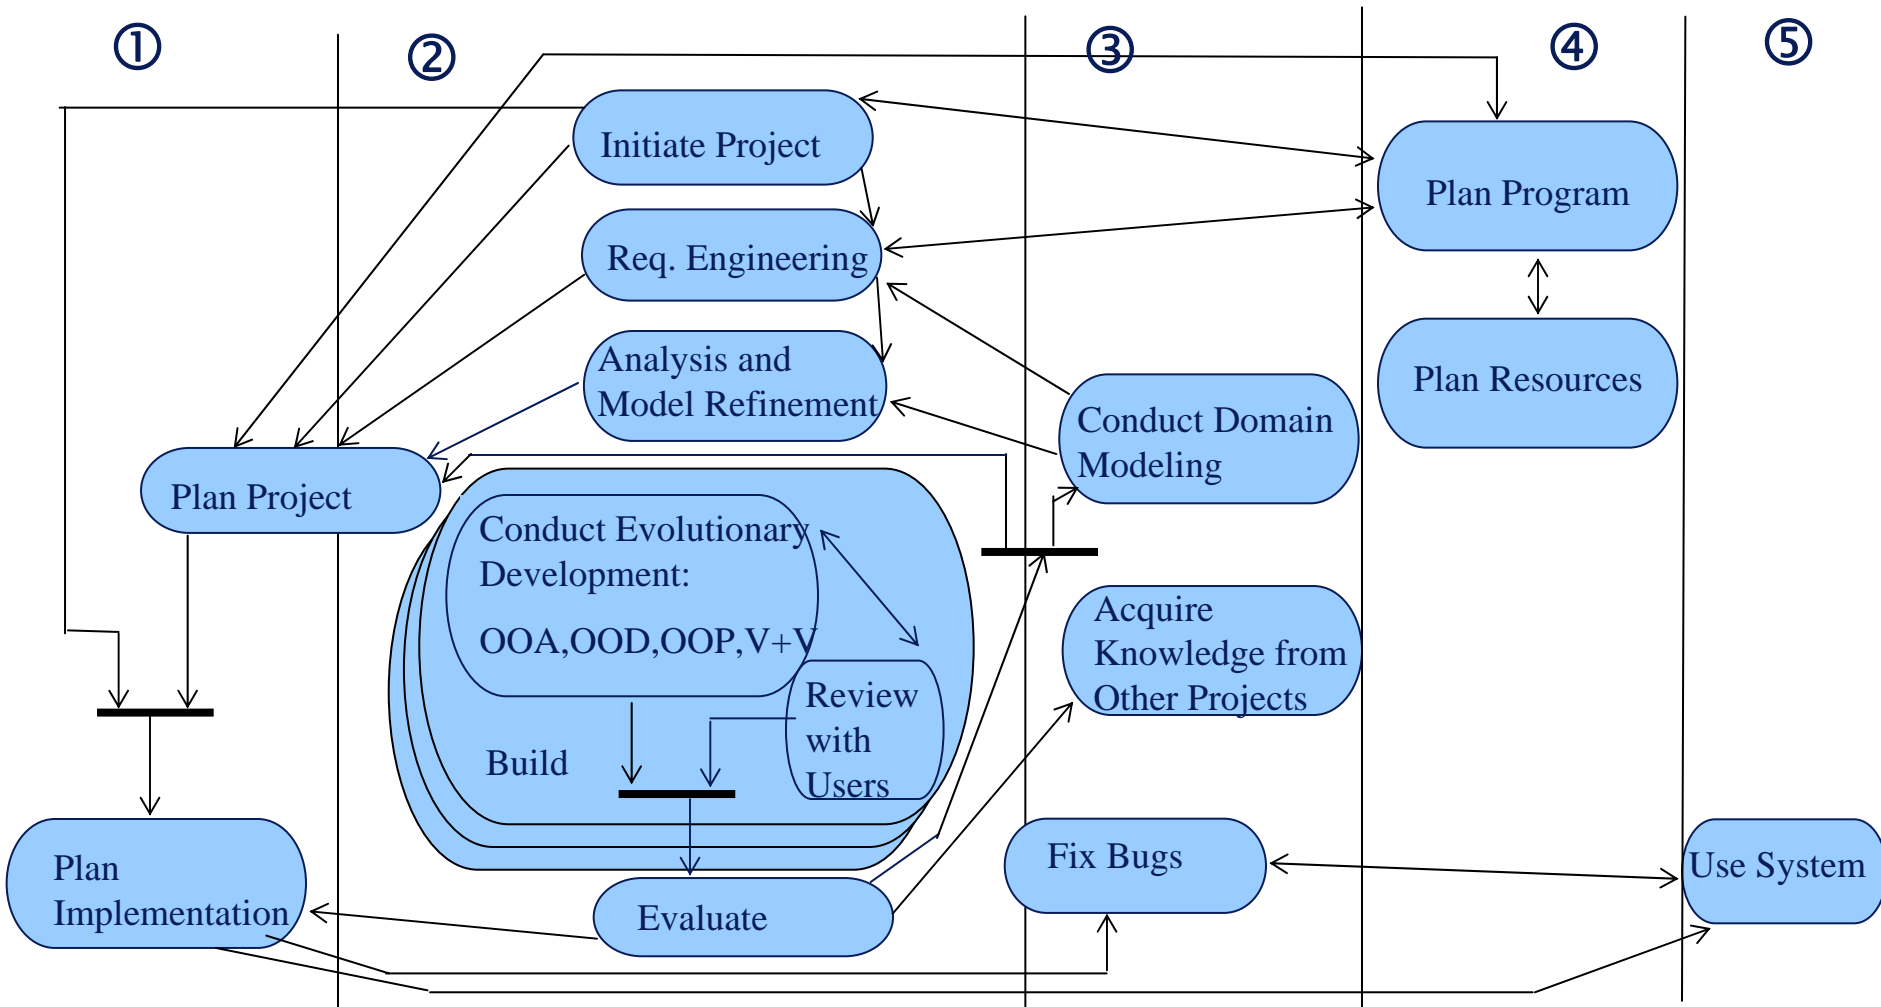 ① ② ③ ④ ⑤
Initiate Project
Plan Program
Req. Engineering
Analysis and
Model Refinement
Plan Resources
Conduct Domain
Modeling
Plan Project
Conduct Evolutionary
Development:
OOA,OOD,OOP,V+V
Acquire
Knowledge from
Other Projects
Review
with
Users
Build
Plan
Implementation
Evaluate
Fix Bugs
Use System